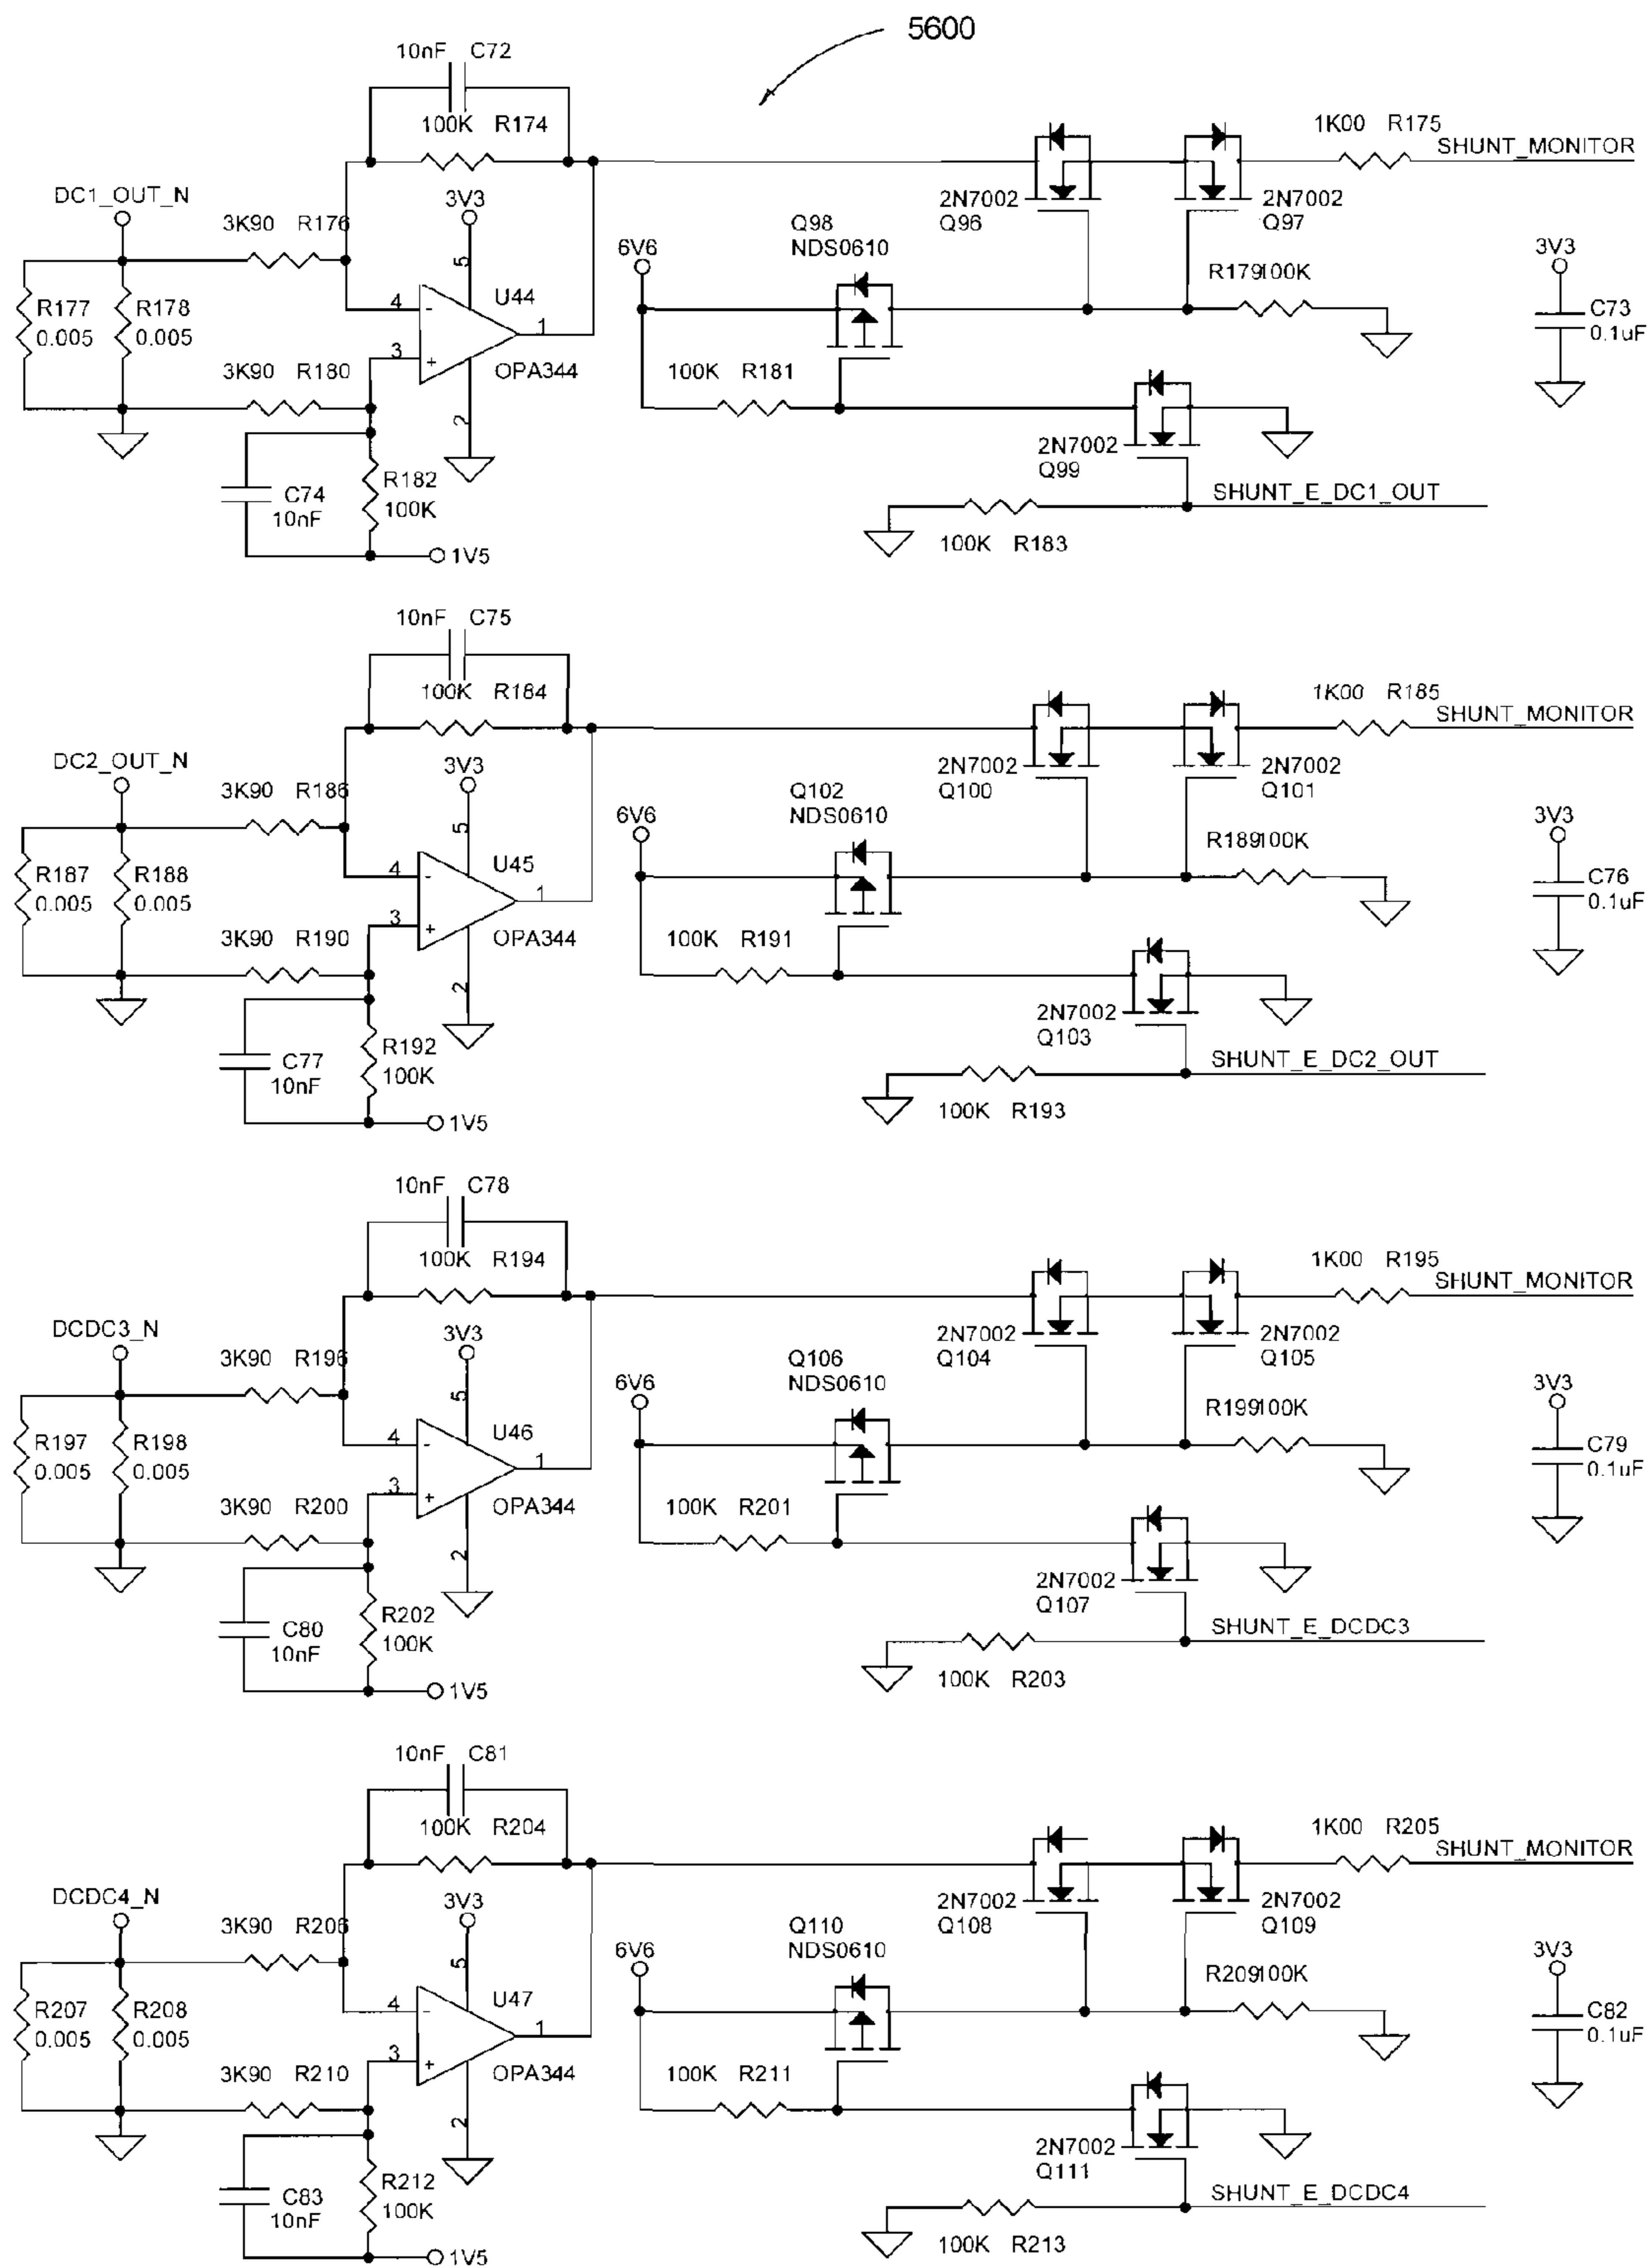 5600
10nF C72
100K R174
1K00 R175
SHUNT_MONITOR
DC1_OUT_N
3V3
2N7002
Q96
2N7002
Q97
3K90 R176
Q98
NDS0610
6V6
5
R179100K
3V3
R177
0.005
R178
0.005
4
-
U44
1
C73
0.1uF
3
+
3K90 R180
OPA344
100K R181
2
2N7002
Q99
R182
100K
C74
10nF
SHUNT_E_DC1_OUT
1V5
100K R183
10nF C75
100K R184
1K00 R185
SHUNT_MONITOR
DC2_OUT_N
3V3
2N7002
Q100
2N7002
Q101
3K90 R186
Q102
NDS0610
6V6
5
R189100K
3V3
R187
0.005
R188
0.005
4
-
U45
1
C76
0.1uF
3
+
3K90 R190
OPA344
100K R191
2
2N7002
Q103
R192
100K
C77
10nF
SHUNT_E_DC2_OUT
1V5
100K R193
10nF C78
100K R194
1K00 R195
SHUNT_MONITOR
DCDC3_N
3V3
2N7002
Q104
2N7002
Q105
3K90 R196
Q106
NDS0610
6V6
5
R199100K
3V3
R197
0.005
R198
0.005
4
-
U46
1
C79
0.1uF
3
+
3K90 R200
OPA344
100K R201
2
2N7002
Q107
R202
100K
C80
10nF
SHUNT_E_DCDC3
1V5
100K R203
10nF C81
100K R204
1K00 R205
SHUNT_MONITOR
DCDC4_N
3V3
2N7002
Q108
2N7002
Q109
3K90 R206
Q110
NDS0610
6V6
5
R209100K
3V3
R207
0.005
R208
0.005
4
-
U47
1
C82
0.1uF
3
+
3K90 R210
OPA344
100K R211
2
2N7002
Q111
R212
100K
C83
10nF
SHUNT_E_DCDC4
1V5
100K R213